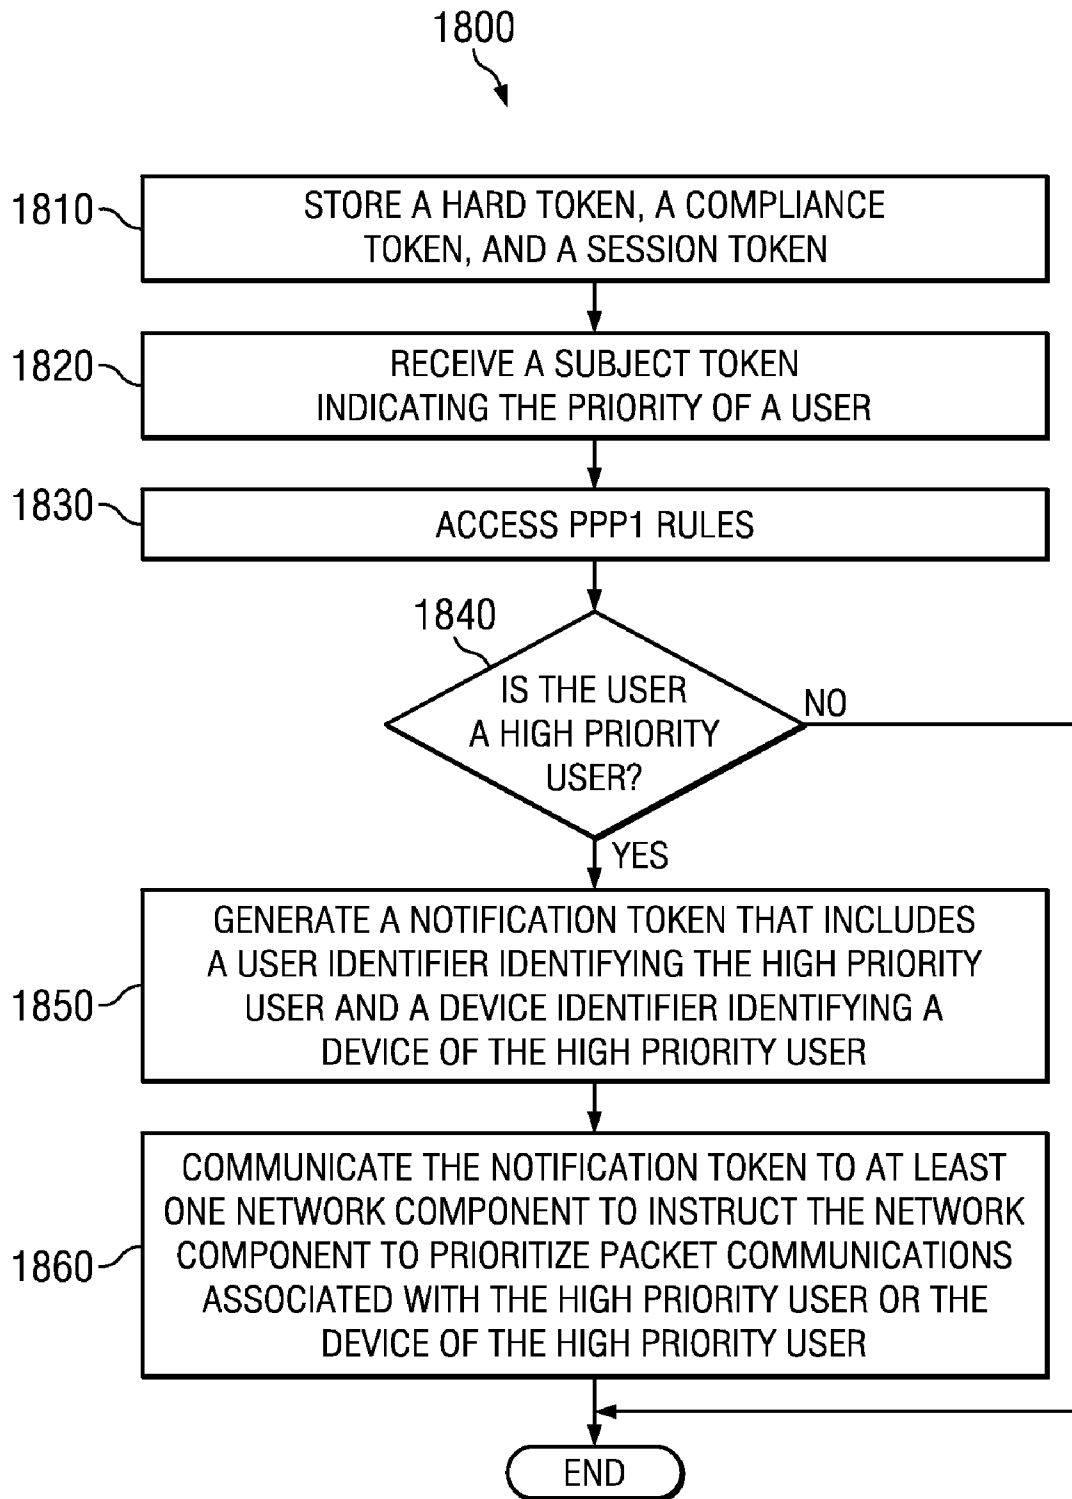 1800
1810
STORE A HARD TOKEN, A COMPLIANCE
TOKEN, AND A SESSION TOKEN
1820
RECEIVE A SUBJECT TOKEN
INDICATING THE PRIORITY OF A USER
1830
ACCESS PPP1 RULES
1840
IS THE USER
A HIGH PRIORITY
USER?
NO
YES
1850
GENERATE A NOTIFICATION TOKEN THAT INCLUDES
A USER IDENTIFIER IDENTIFYING THE HIGH PRIORITY
USER AND A DEVICE IDENTIFIER IDENTIFYING A
DEVICE OF THE HIGH PRIORITY USER
1860
COMMUNICATE THE NOTIFICATION TOKEN TO AT LEAST
ONE NETWORK COMPONENT TO INSTRUCT THE NETWORK
COMPONENT TO PRIORITIZE PACKET COMMUNICATIONS
ASSOCIATED WITH THE HIGH PRIORITY USER OR THE
DEVICE OF THE HIGH PRIORITY USER
END